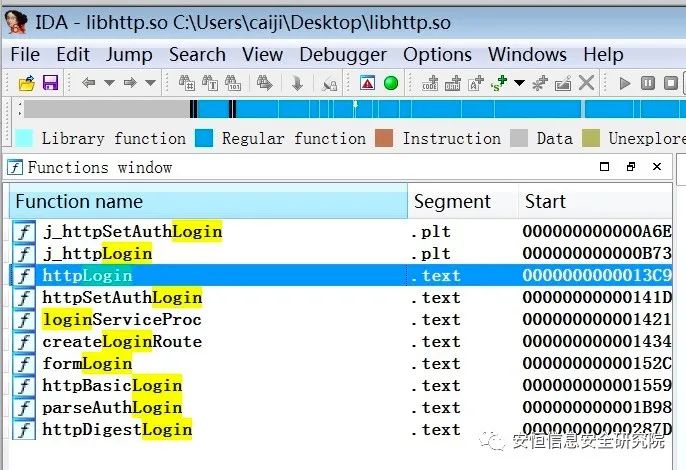 IDA - libhttp.so C:\Users\caiji\Desktop\libhttp.so
File Edit Jump Search View Debugger Options Windows Help
Library function Regular function Instruction Data Unexplore
Functions window
Function name Segment Start
j_httpSetAuthLogin .plt 000000000000A6E
j_httpLogin .plt 000000000000B73
httpLogin .text 0000000000013C9
httpSetAuthLogin .text 00000000000141D
loginServiceProc .text 000000000001421
createLoginRoute .text 000000000001434
formLogin .text 00000000000152C
httpBasicLogin .text 000000000001559
parseAuthLogin .text 000000000001B98
httpDigestLogin .text 00000000000287D
安恒信息安全研究院